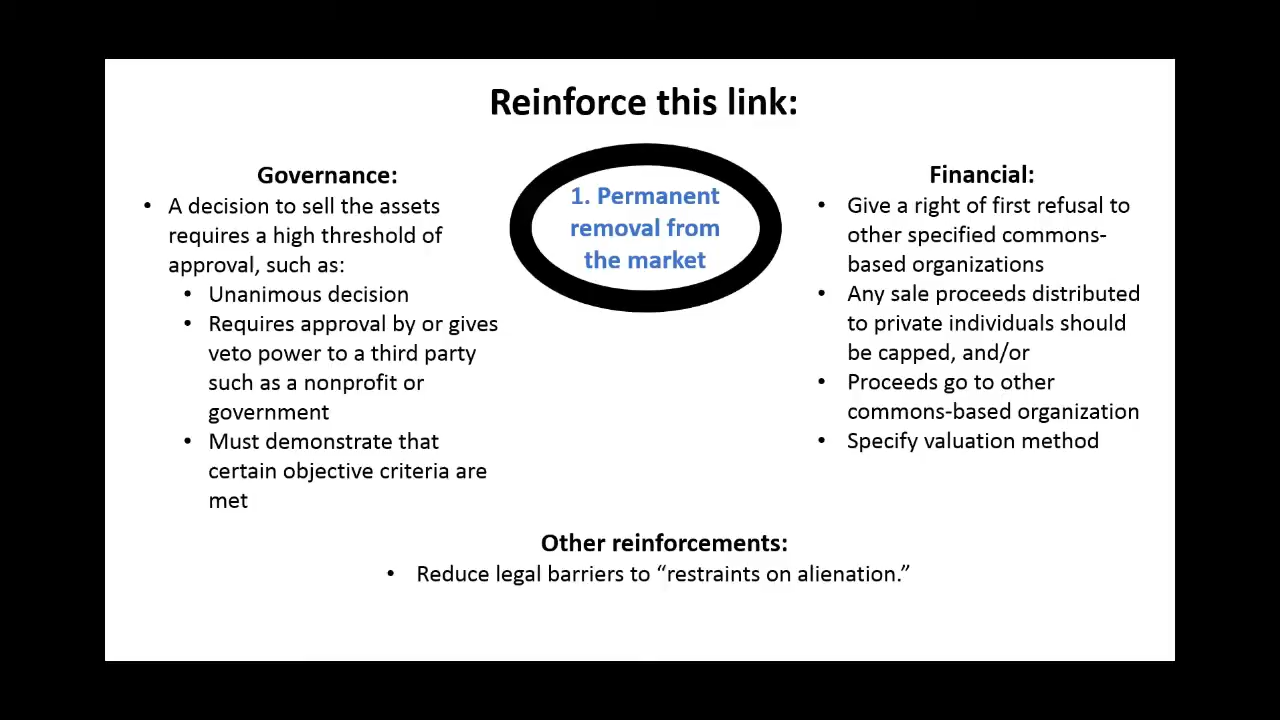 Reinforce this link:
Governance:
• A decision to sell the assets
requires a high threshold of
approval, such as:
• Unanimous decision
• Requires approval by or gives
veto power to a third party
such as a nonprofit or
government
• Must demonstrate that
certain objective criteria are
met
1. Permanent
removal from
the market
Financial:
• Give a right of first refusal to
other specified commons-
based organizations
• Any sale proceeds distributed
to private individuals should
be capped, and/or
• Proceeds go to other
commons-based organization
• Specify valuation method
Other reinforcements:
• Reduce legal barriers to “restraints on alienation.”